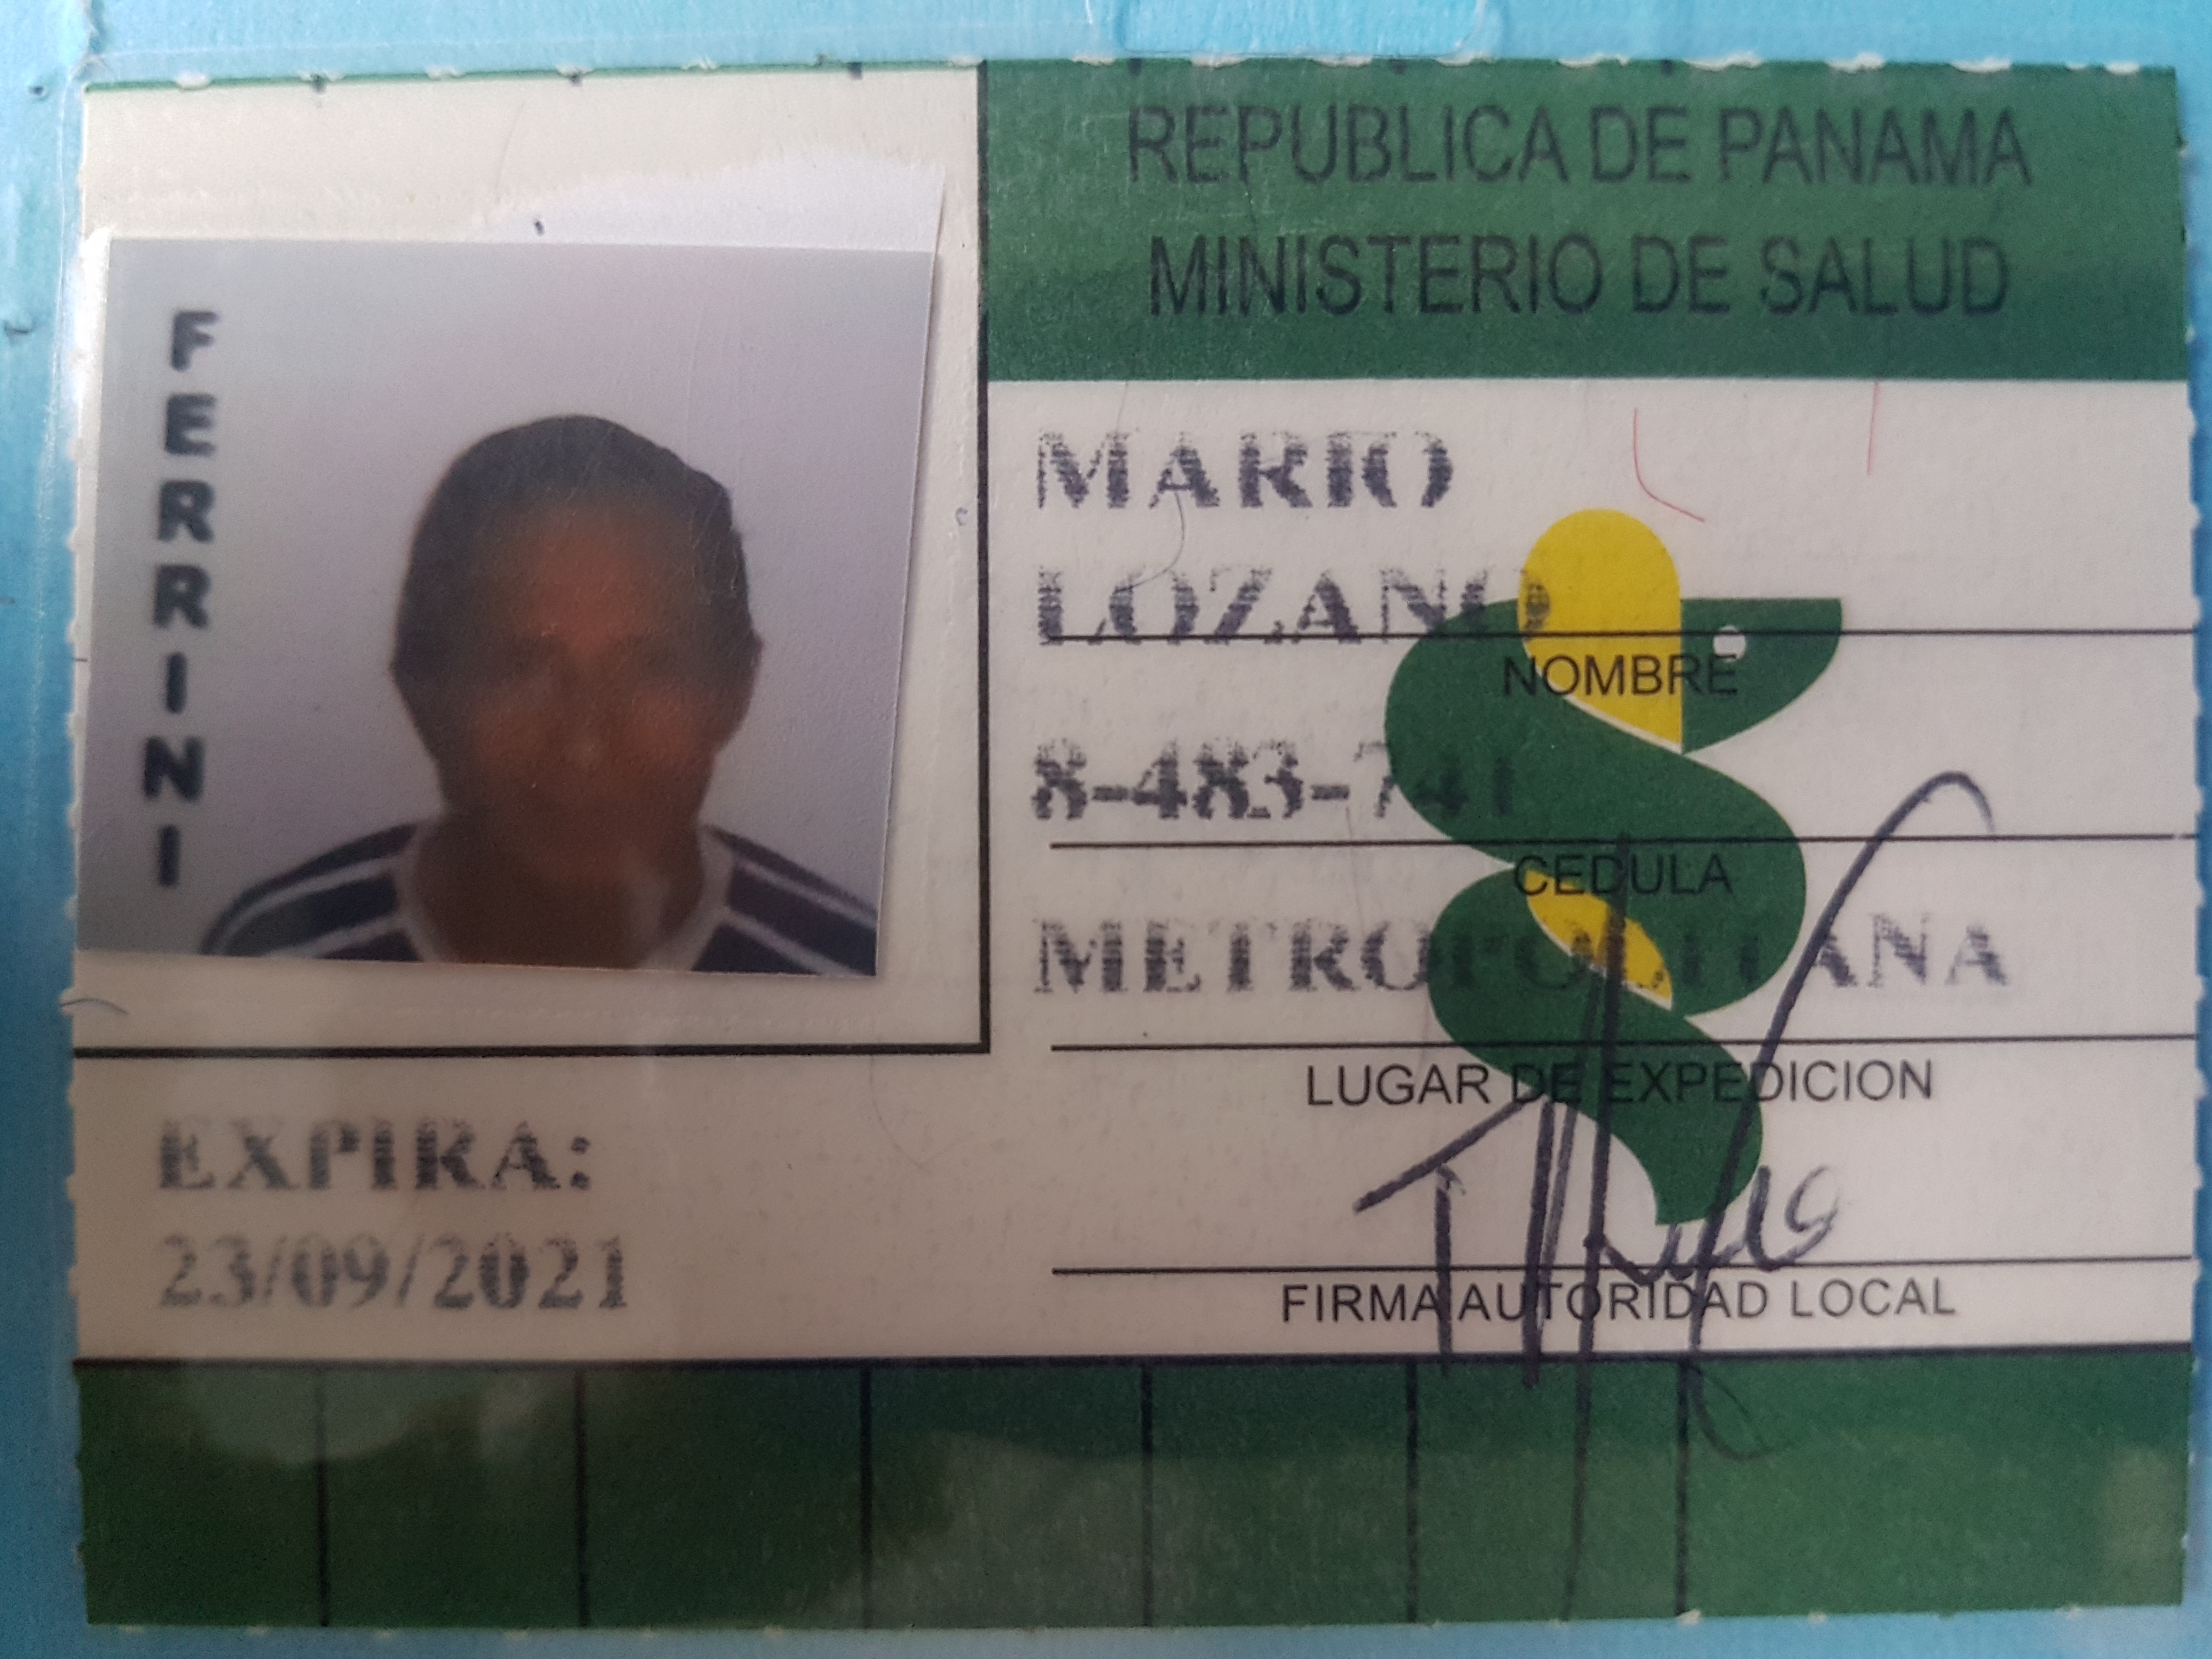 FERRINI
REPUBLICA DE PANAMA
MINISTERIO DE SALUD
MARIO
LOZANO
NOMBRE
8-483-741
CEDULA
METROPOLITANA
LUGAR DE EXPEDICION
FIRMA AUTORIDAD LOCAL
EXPIRA:
23/09/2021